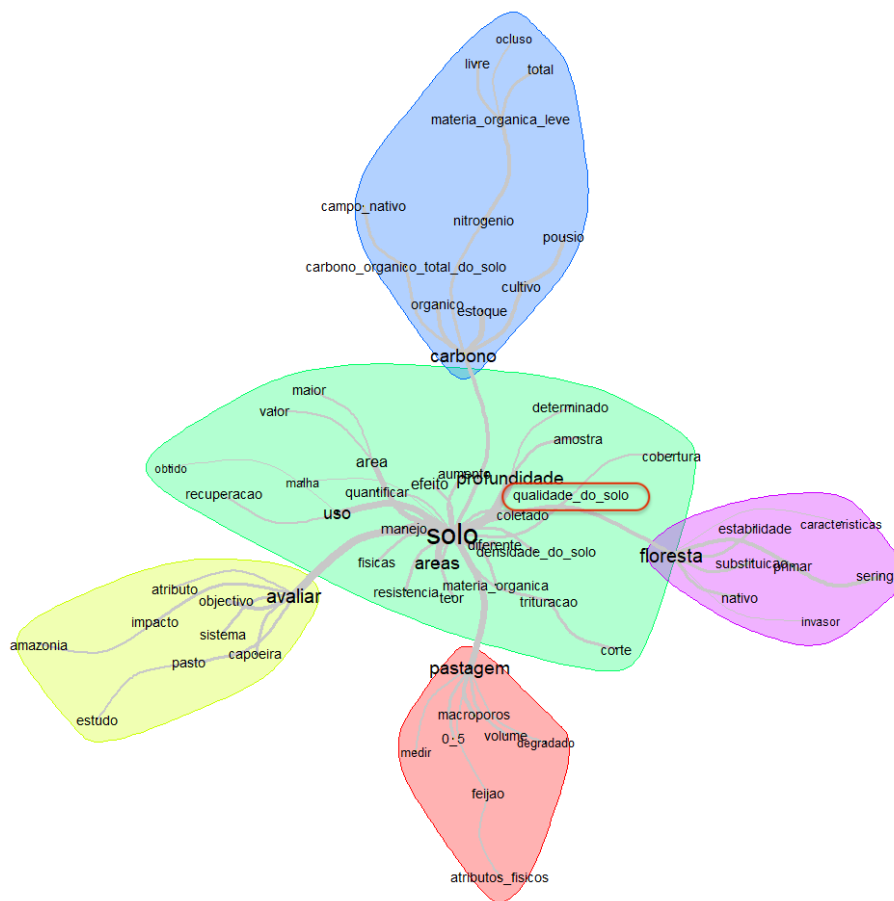 ocluso
livre
total
materia_organica_leve
campo_nativo
nitrogenio
pousio
carbono_organico_total_do_solo
cultivo
organico
estoque
carbono
maior
valor
determinado
amostra
area
cobertura
obtido
aumento
profundidade
malha
efeito
quantificar
recuperacao
qualidade_do_solo
uso
coletado
manejo
solo
diferente
densidade_do_solo
fisicas
areas
resistencia
teor
materia_organica
trituracao
corte
caracteristicas
estabilidade
floresta
substituicao
primar
sering
nativo
invasor
avaliar
atributo
objectivo
impacto
sistema
amazonia
capoeira
pasto
estudo
pastagem
macroporos
volume
0_5
degradado
medir
feijao
atributos_fisicos